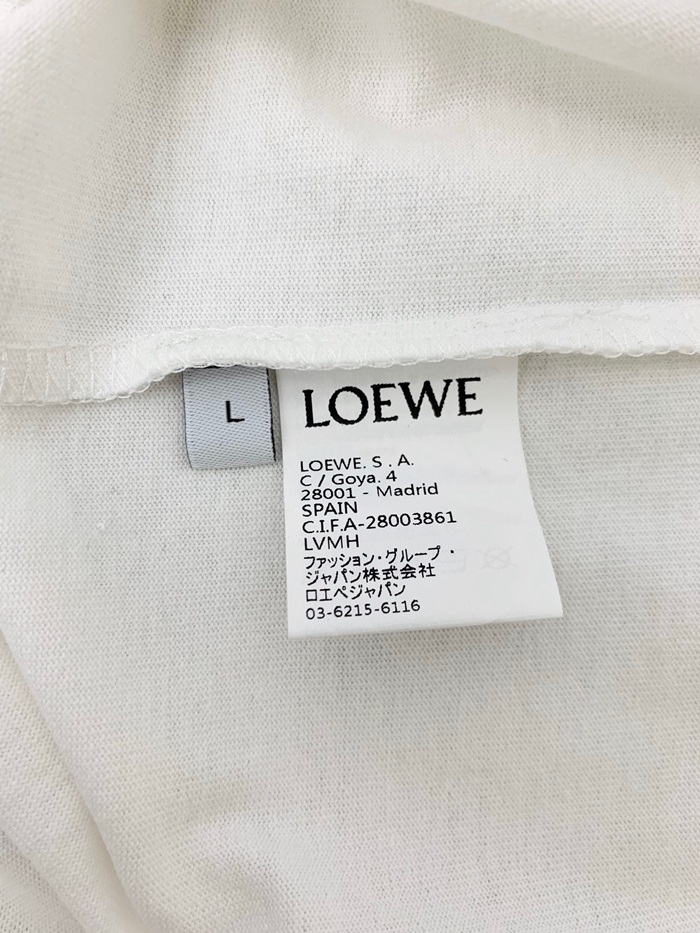 L
LOEWE
LOEWE. S . A.
C / Goya. 4
28001 - Madrid
SPAIN
C.I.F.A-28003861
LVMH
ファッション・グループ・
ジャパン株式会社
ロエベジャパン
03-6215-6116